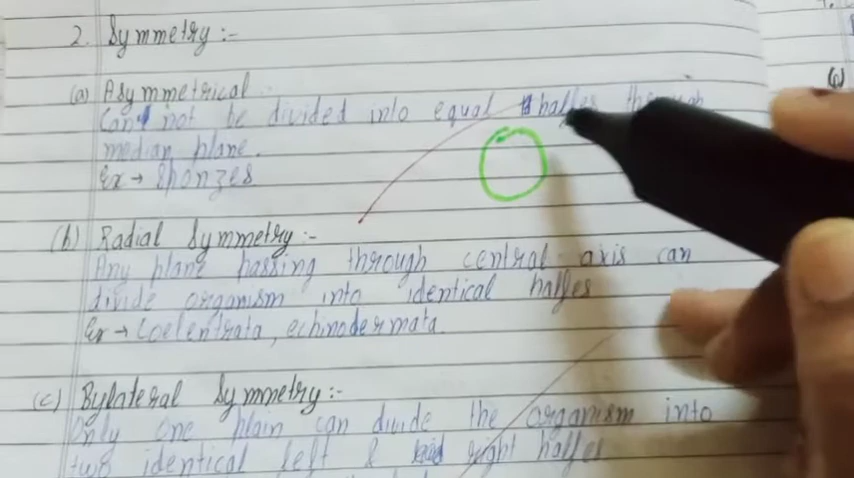 2. Symmetry :-
(a) Asymmetrical
Can not be divided into equal halfes through
median plane.
Ex → Sponzes
(b) Radial Symmetry :-
Any plane passing through central axis can
divide organism into identical halfes
Ex → Coelentrata, echinodermata
(c) Bylateral Symmetry :-
Only one plain can divide the organism into
two identical left & right halfes